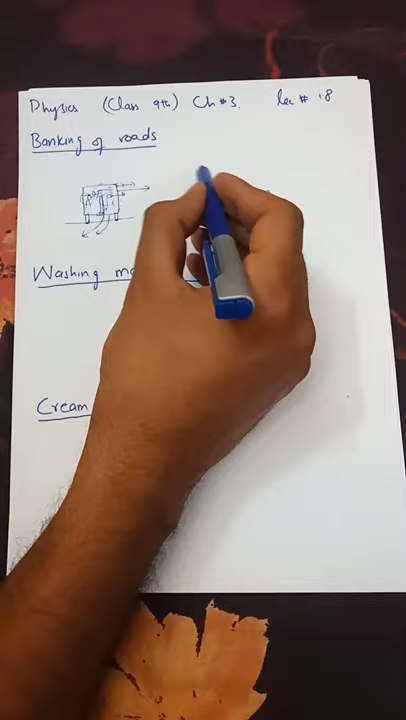 Physics (Class 9th) Ch # 3, lec # 18
Banking of roads
Washing
Cream